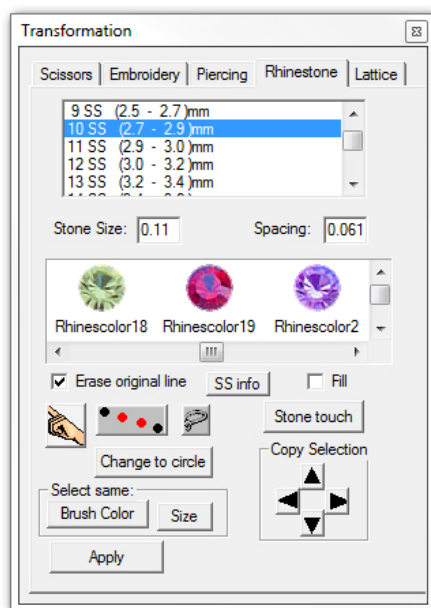 Transformation
Scissors Embroidery Piercing Rhinestone Lattice
9 SS (2.5 - 2.7)mm
10 SS (2.7 - 2.9)mm
11 SS (2.9 - 3.0)mm
12 SS (3.0 - 3.2)mm
13 SS (3.2 - 3.4)mm
Stone Size: 0.11 Spacing: 0.061
Rhinescolor18 Rhinescolor19 Rhinescolor2
Erase original line SS info Fill
Stone touch
Change to circle
Copy Selection
Select same:
Brush Color Size
Apply